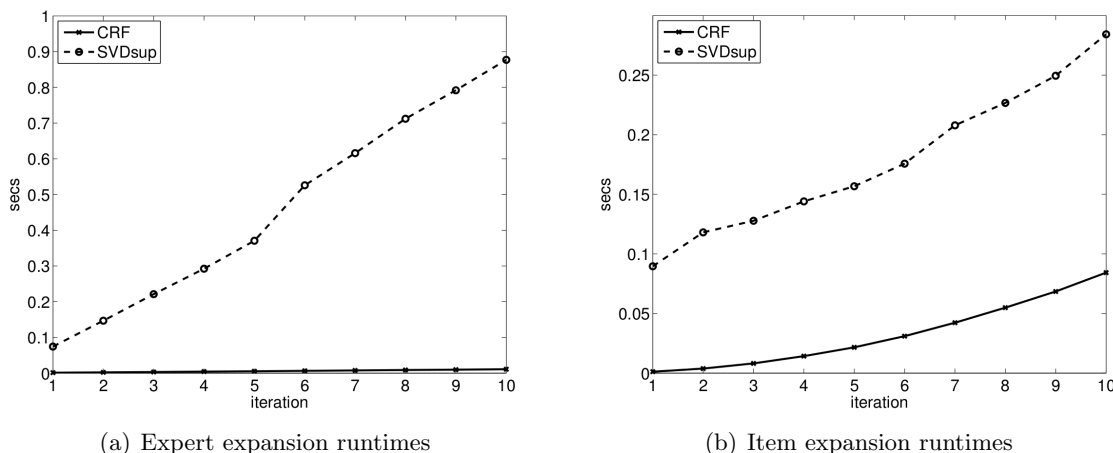 1
0.9
0.8
0.7
0.6
0.5
0.4
0.3
0.2
0.1
0
secs
CRF
SVDsup
1 2 3 4 5 6 7 8 9 10
iteration
(a) Expert expansion runtimes
0.25
0.2
0.15
0.1
0.05
0
secs
CRF
SVDsup
1 2 3 4 5 6 7 8 9 10
iteration
(b) Item expansion runtimes